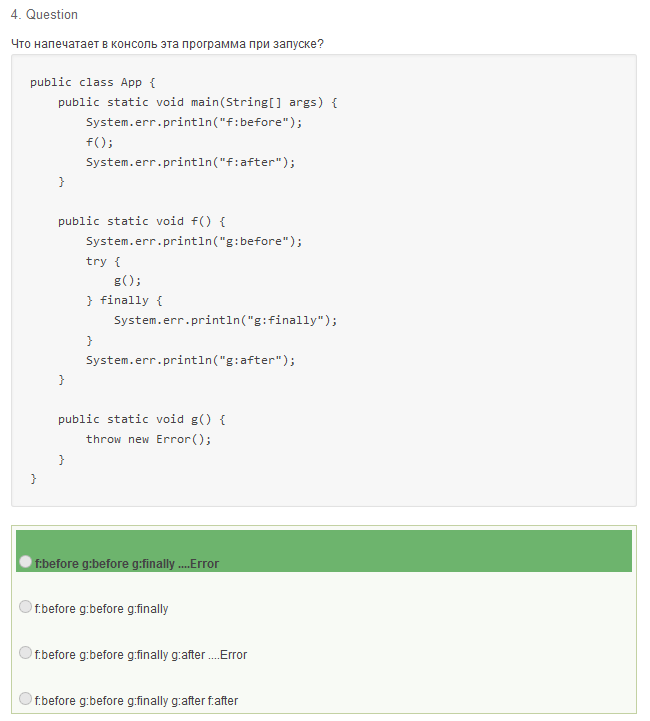 4. Question
Что напечатает в консоль эта программа при запуске?
public class App {
    public static void main(String[] args) {
        System.err.println("f:before");
        f();
        System.err.println("f:after");
    }
    public static void f() {
        System.err.println("g:before");
        try {
            g();
        } finally {
            System.err.println("g:finally");
        }
        System.err.println("g:after");
    }
    public static void g() {
        throw new Error();
    }
}
f:before g:before g:finally ....Error
f:before g:before g:finally
f:before g:before g:finally g:after ....Error
f:before g:before g:finally g:after f:after